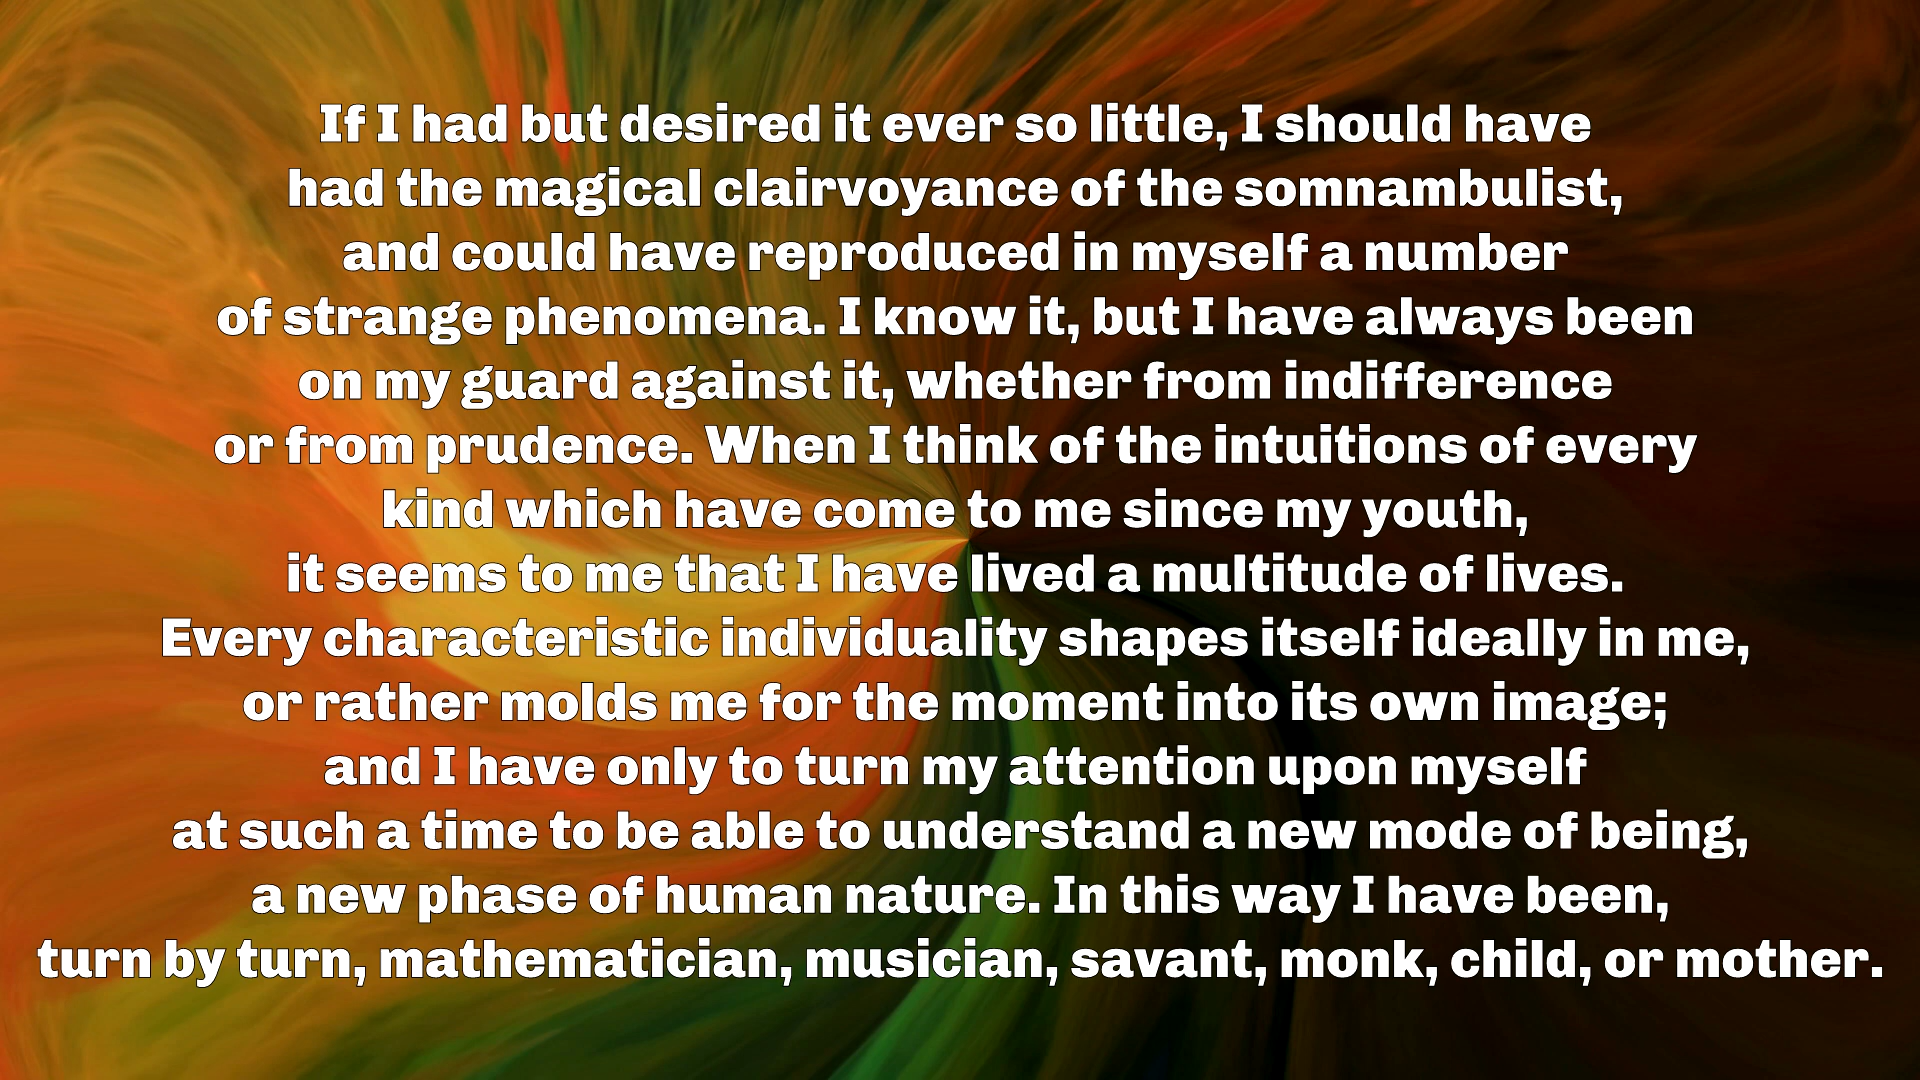 If I had but desired it ever so little, I should have
had the magical clairvoyance of the somnambulist,
and could have reproduced in myself a number
of strange phenomena. I know it, but I have always been
on my guard against it, whether from indifference
or from prudence. When I think of the intuitions of every
kind which have come to me since my youth,
it seems to me that I have lived a multitude of lives.
Every characteristic individuality shapes itself ideally in me,
or rather molds me for the moment into its own image;
and I have only to turn my attention upon myself
at such a time to be able to understand a new mode of being,
a new phase of human nature. In this way I have been,
turn by turn, mathematician, musician, savant, monk, child, or mother.